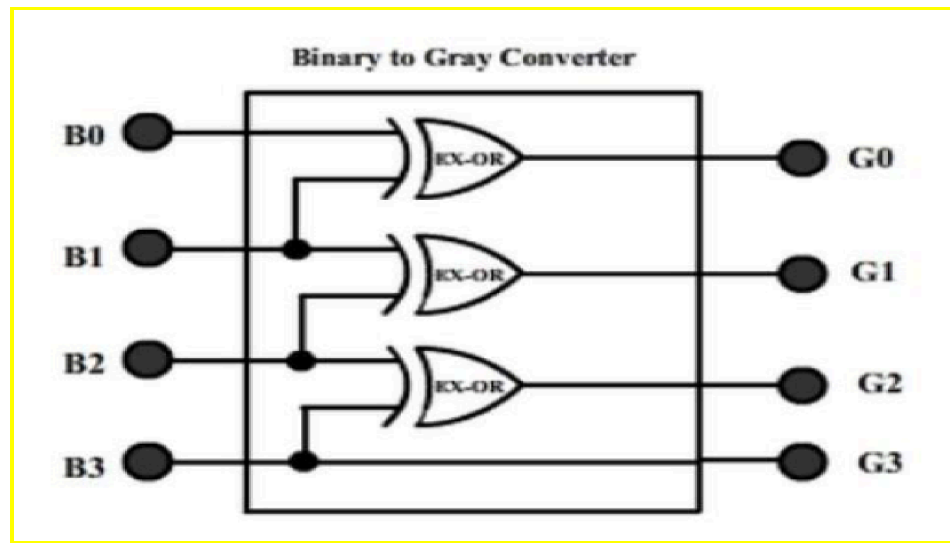 Binary to Gray Converter
B0
EX-OR
G0
B1
EX-OR
G1
B2
EX-OR
G2
B3
G3